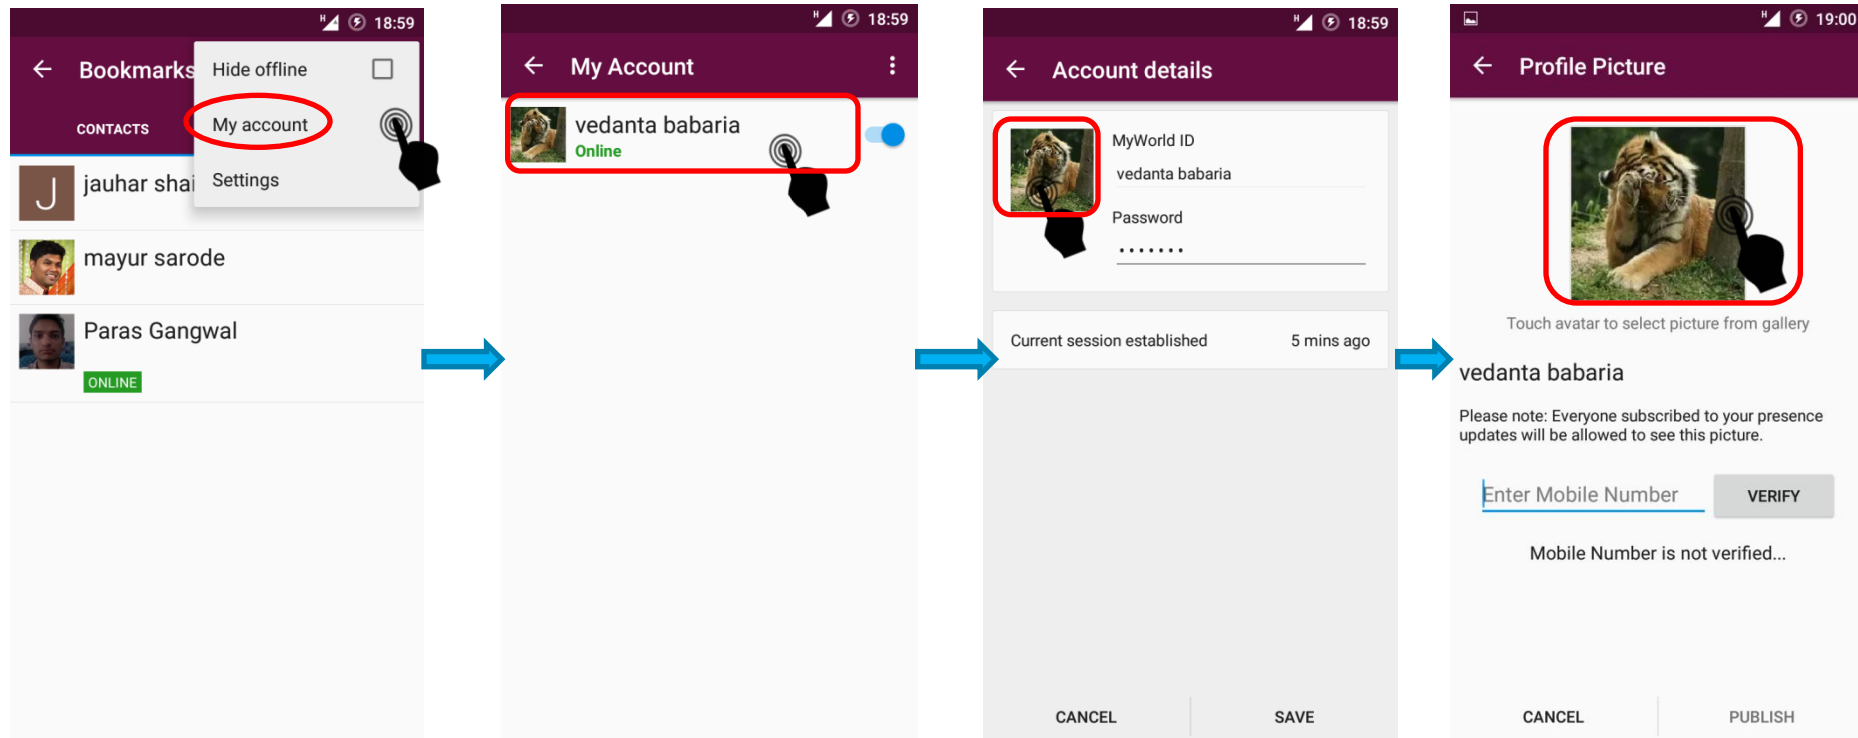 H 18:59
Bookmarks
Hide offline
CONTACTS
My account
Settings
J
jauhar shai
mayur sarode
Paras Gangwal
ONLINE
H 18:59
My Account
vedanta babaria
Online
H 18:59
Account details
MyWorld ID
vedanta babaria
Password
.......
Current session established 5 mins ago
CANCEL SAVE
H 19:00
Profile Picture
Touch avatar to select picture from gallery
vedanta babaria
Please note: Everyone subscribed to your presence
updates will be allowed to see this picture.
Enter Mobile Number VERIFY
Mobile Number is not verified...
CANCEL PUBLISH